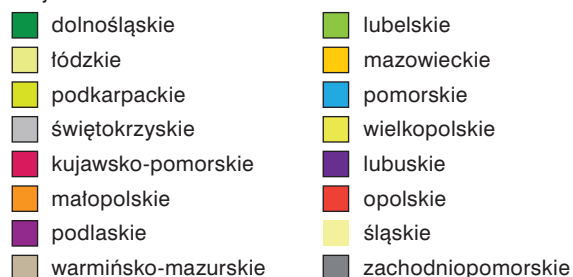 dolnośląskie
łódzkie
podkarpackie
świętokrzyskie
kujawsko-pomorskie
małopolskie
podlaskie
warmińsko-mazurskie
lubelskie
mazowieckie
pomorskie
wielkopolskie
lubuskie
opolskie
śląskie
zachodniopomorskie